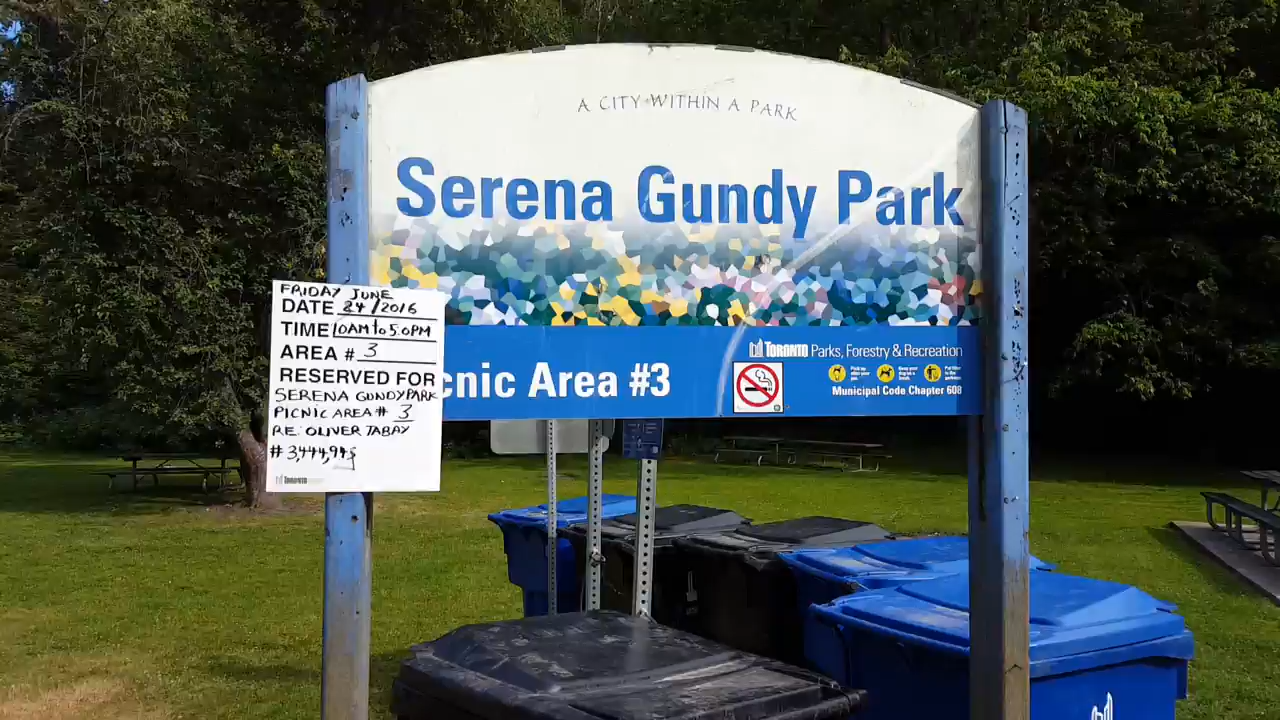 A CITY WITHIN A PARK
Serena Gundy Park
cnic Area #3
TORONTO Parks, Forestry & Recreation
Municipal Code Chapter 608
FRIDAY JUNE
DATE 24/2016
TIME 10AM to 5.0PM
AREA # 3
RESERVED FOR
SERENA GUNDY PARK
PICNIC AREA # 3
RE: OLIVER TABAY
TORONTO